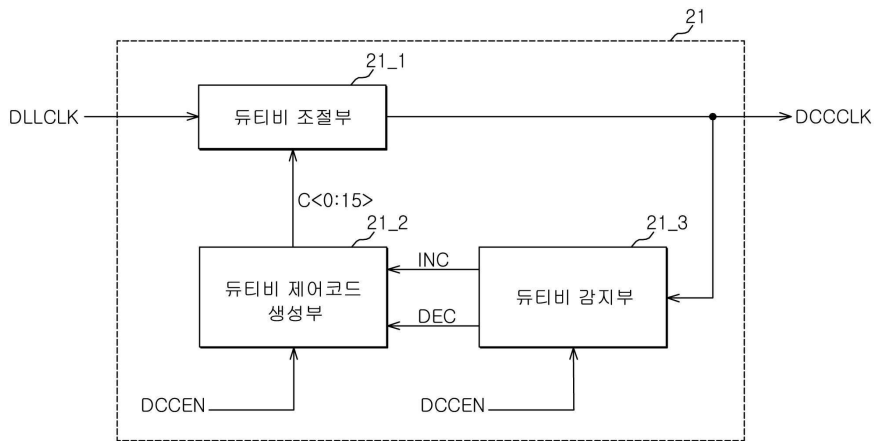 21
21_1
DLLCLK
듀티비 조절부
DCCCLK
C<0:15>
21_2
21_3
듀티비 제어코드
생성부
INC
DEC
듀티비 감지부
DCCEN
DCCEN